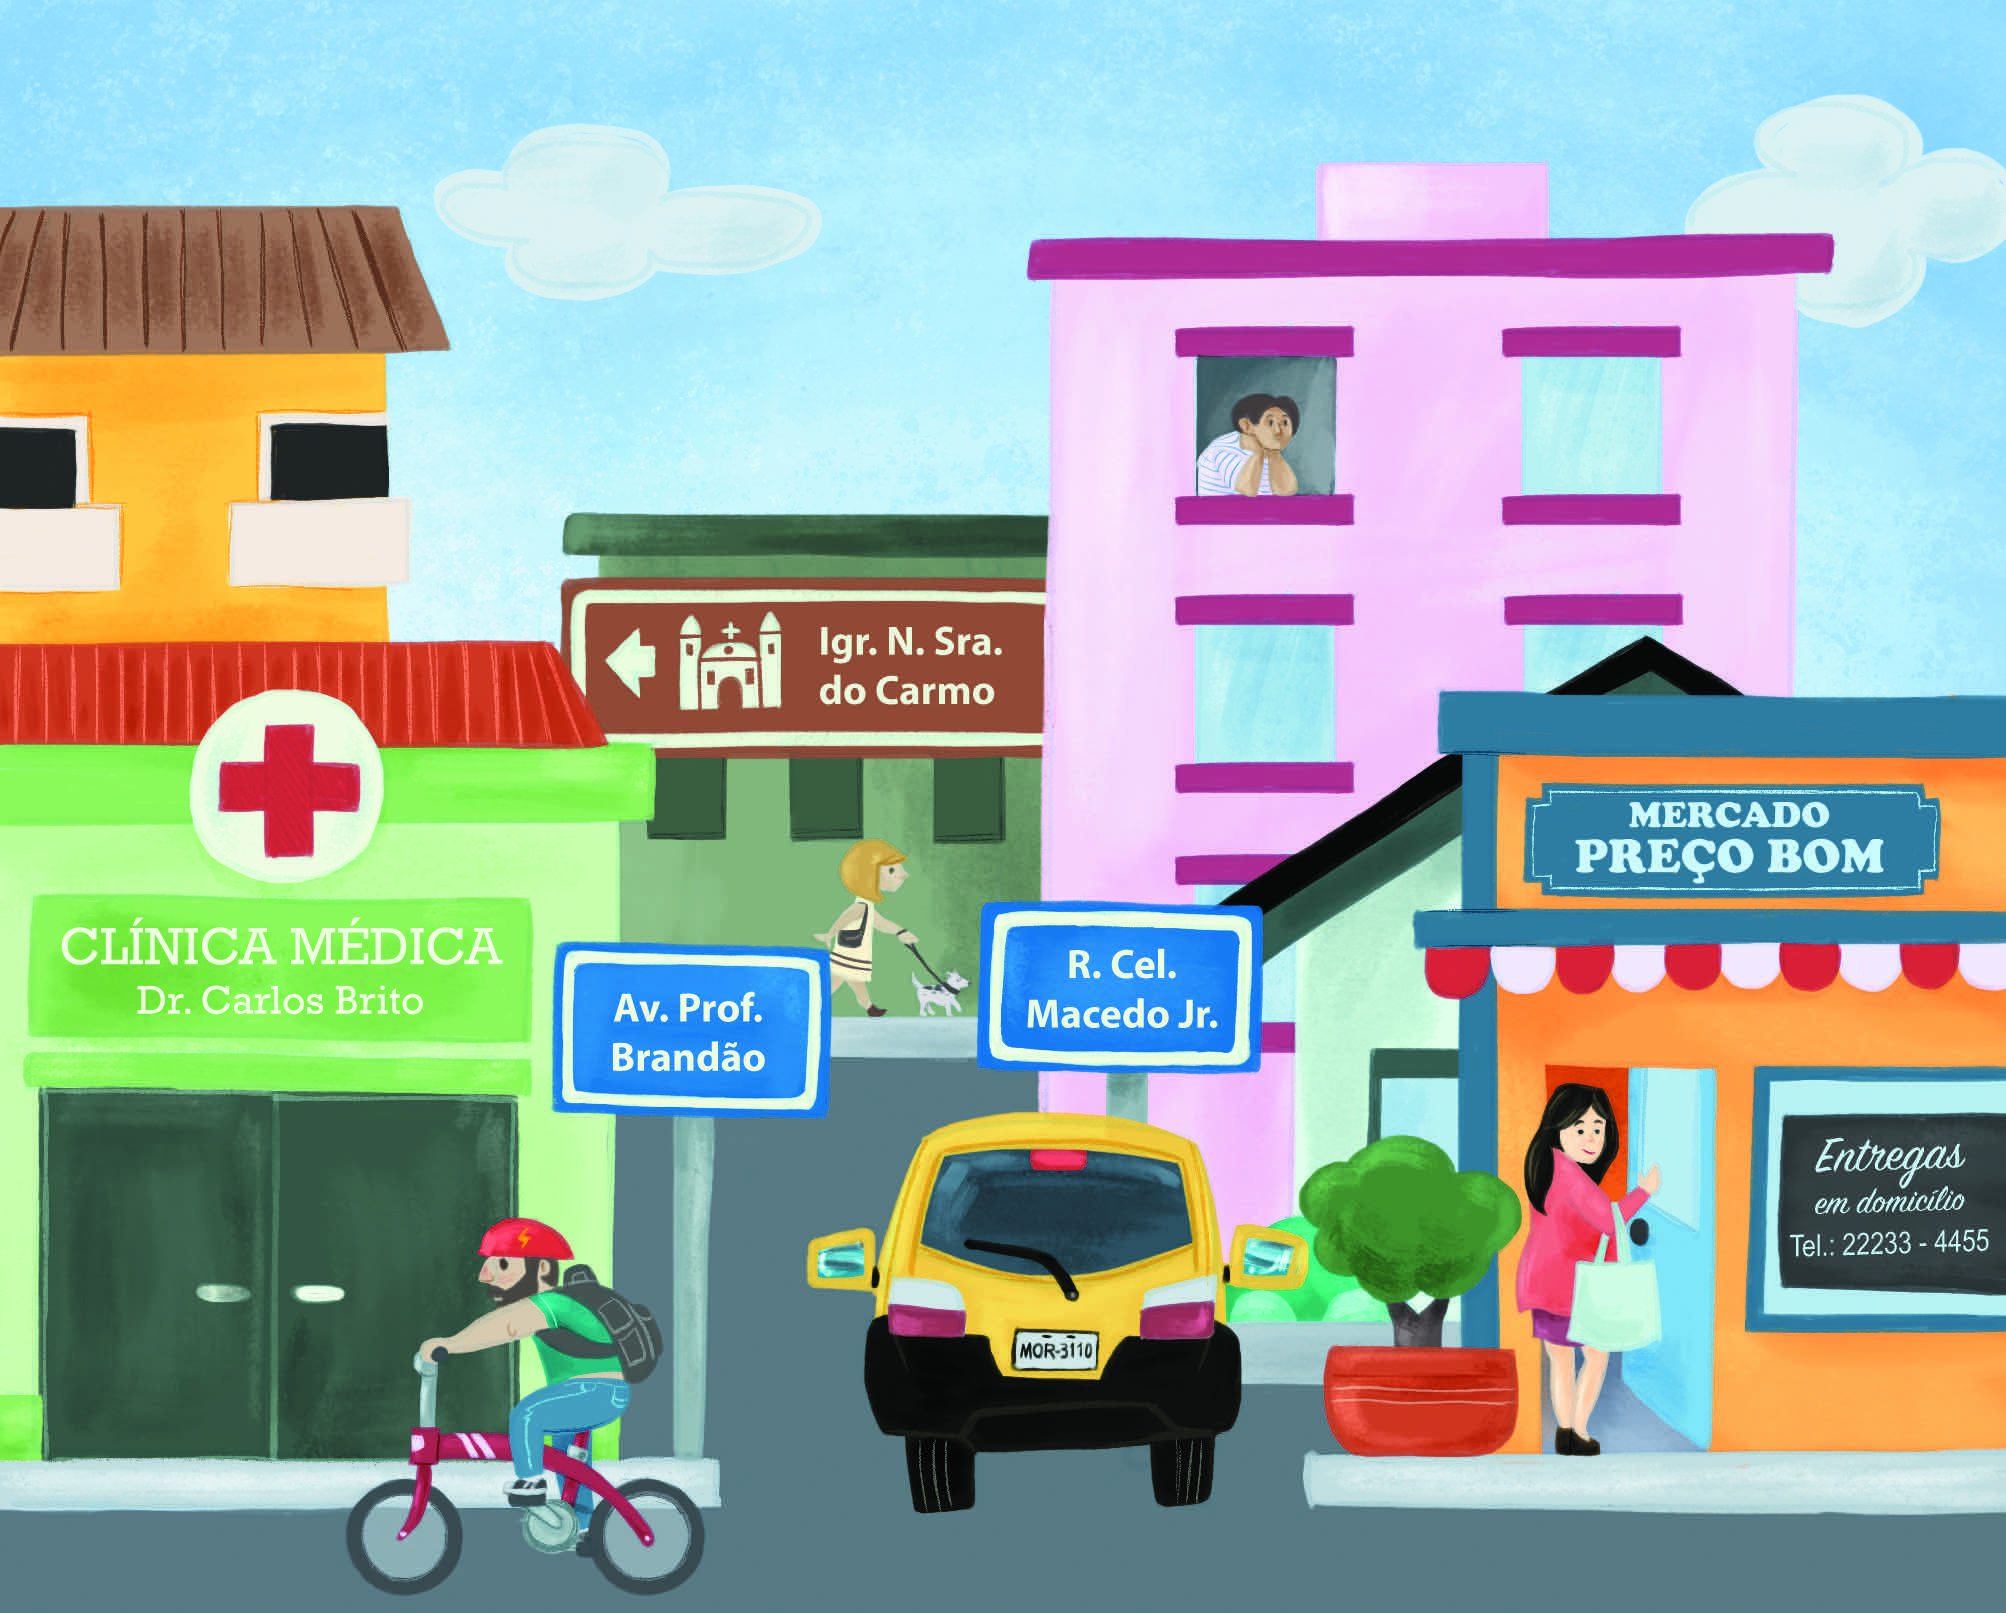 Igr. N. Sra.
do Carmo
MERCADO
PREÇO BOM
CLÍNICA MÉDICA
Dr. Carlos Brito
Av. Prof.
Brandão
R. Cel.
Macedo Jr.
Entregas
em domicílio
Tel.: 22233 - 4455
MOR-3110